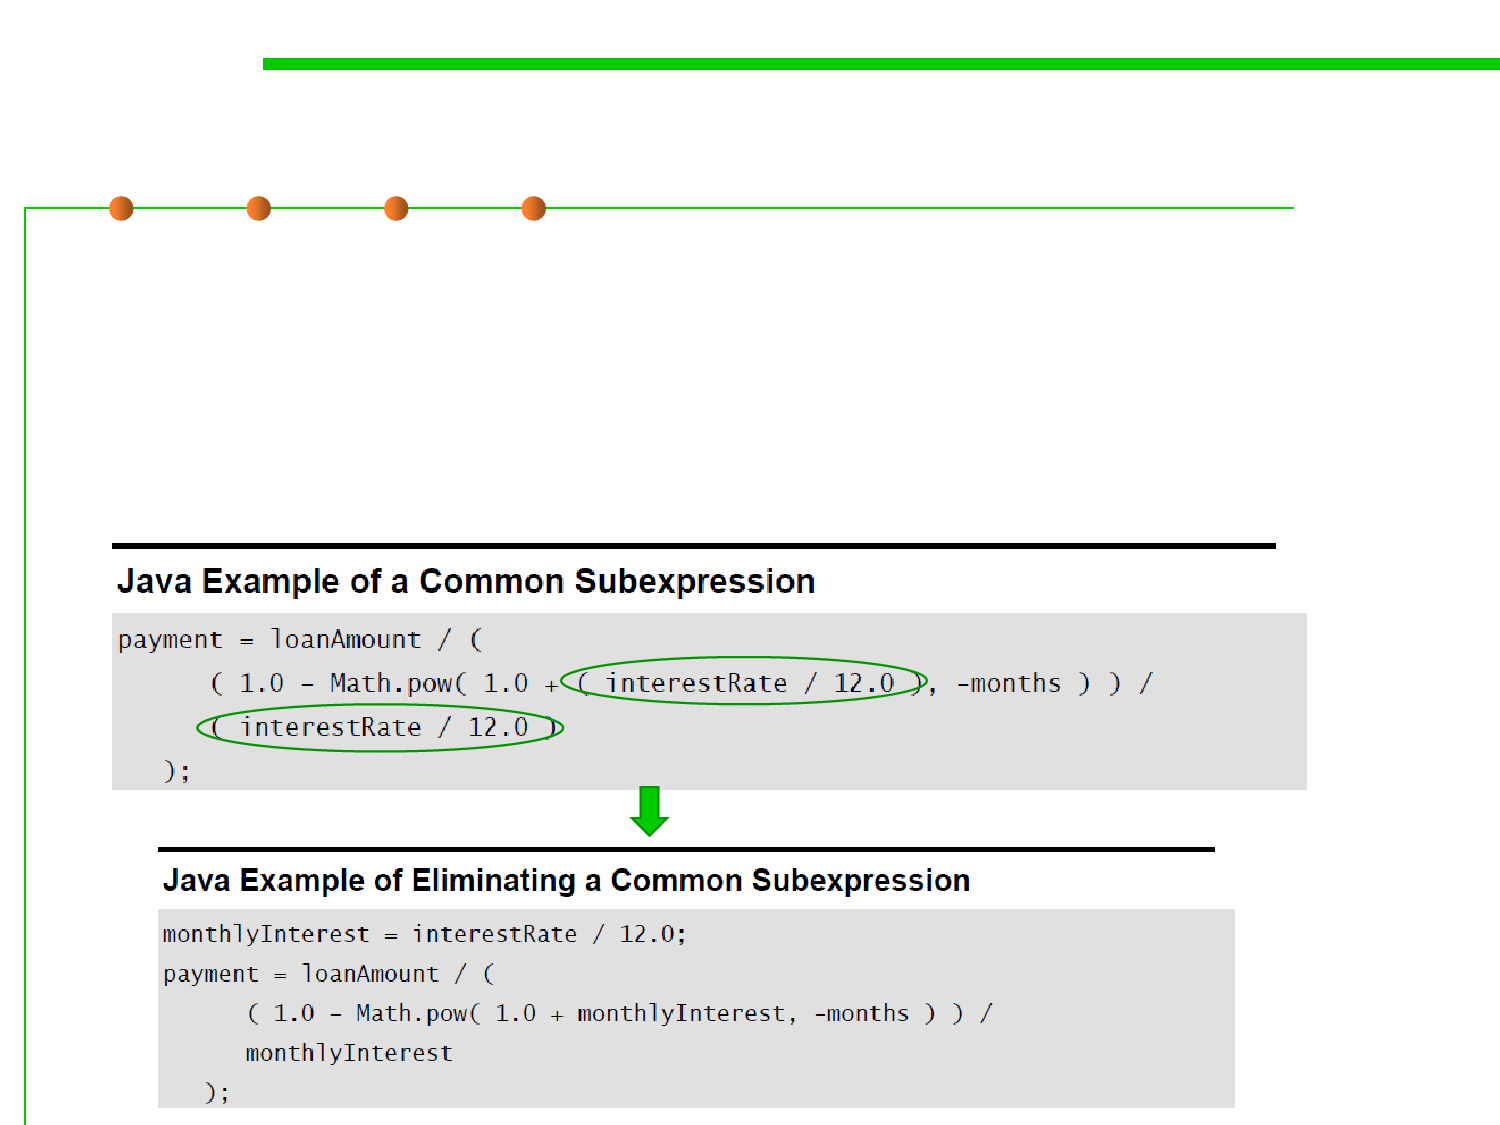 Java Example of a Common Subexpression
payment = loanAmount / (
( 1.0 – Math.pow( 1.0 + ( interestRate / 12.0 ), -months ) ) /
( interestRate / 12.0 )
);
Java Example of Eliminating a Common Subexpression
monthlyInterest = interestRate / 12.0;
payment = loanAmount / (
( 1.0 – Math.pow( 1.0 + monthlyInterest, -months ) ) /
monthlyInterest
);